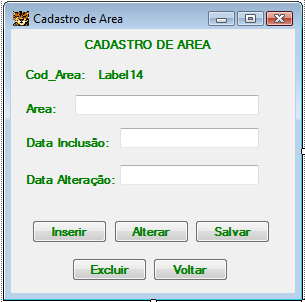 Cadastro de Area
CADASTRO DE AREA
Cod_Area: Label14
Area:
Data Inclusão:
Data Alteração:
Inserir Alterar Salvar
Excluir Voltar